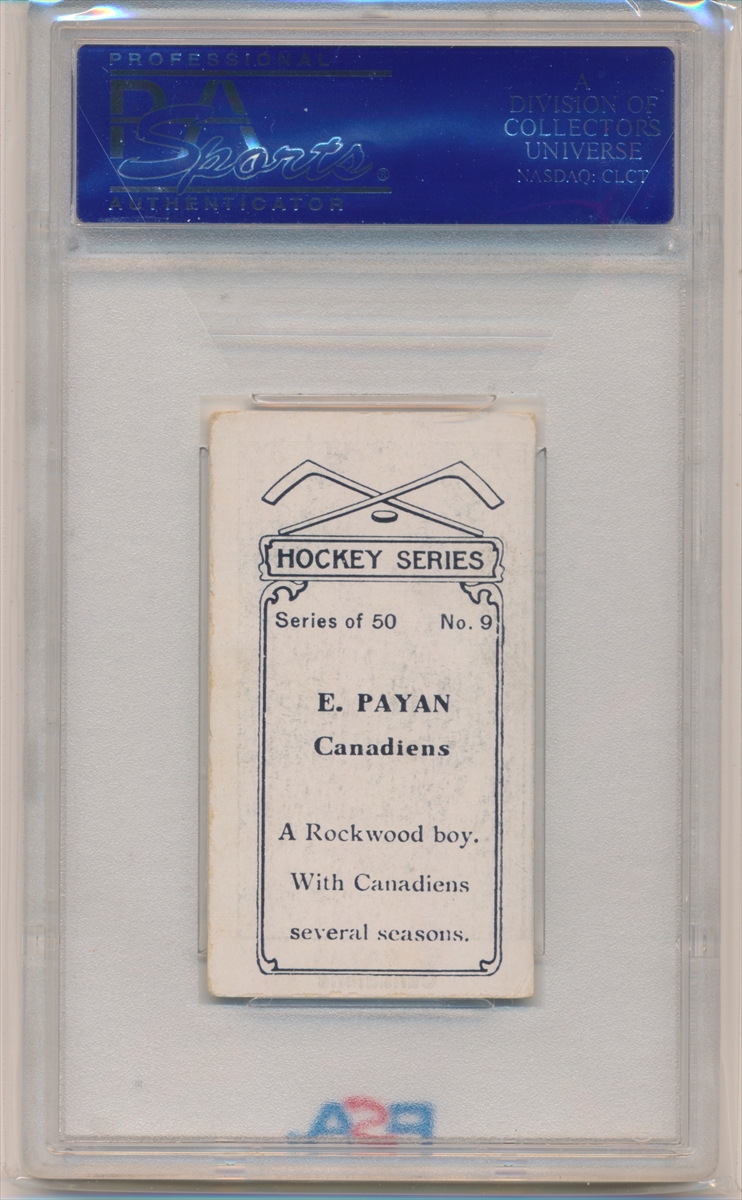 PROFESSIONAL
PSA
Sports®
AUTHENTICATOR
A
DIVISION OF
COLLECTORS
UNIVERSE
NASDAQ: CLCT
HOCKEY SERIES
Series of 50 No. 9
E. PAYAN
Canadiens
A Rockwood boy.
With Canadiens
several seasons.
PSA